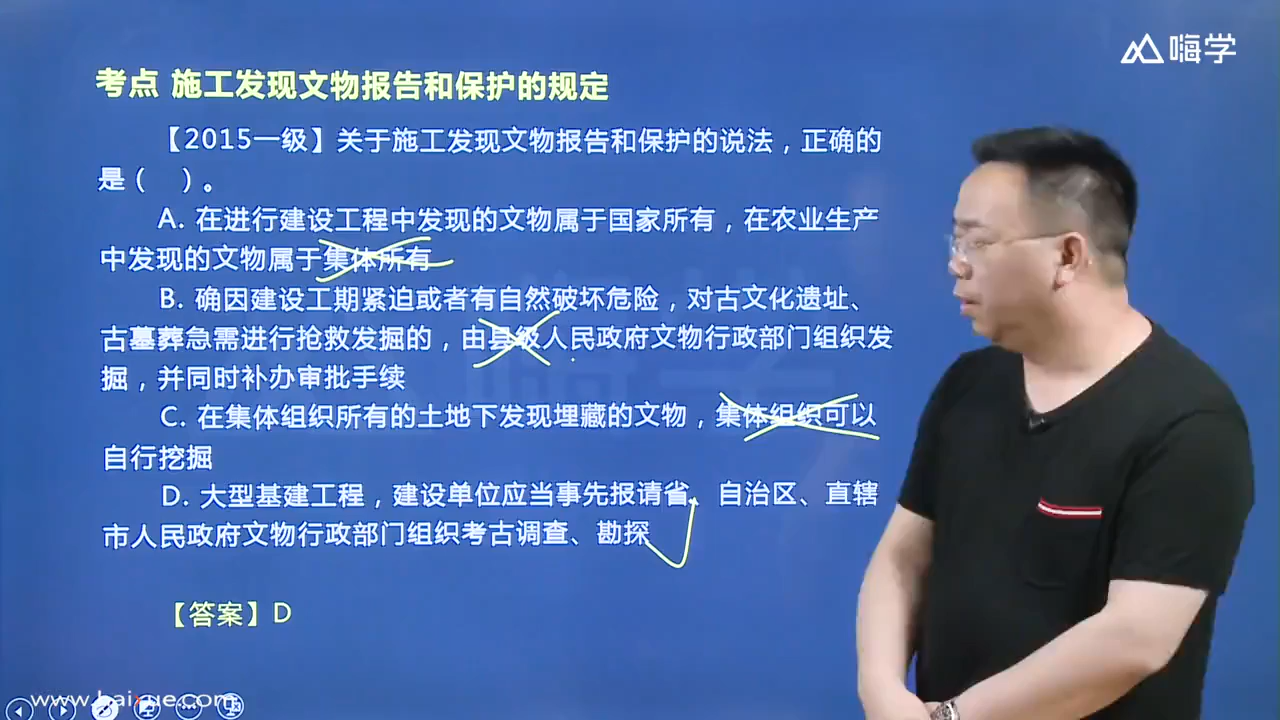 嗨学
考点 施工发现文物报告和保护的规定
【2015一级】关于施工发现文物报告和保护的说法，正确的
是（ ）。
A. 在进行建设工程中发现的文物属于国家所有，在农业生产
中发现的文物属于集体所有
B. 确因建设工期紧迫或者有自然破坏危险，对古文化遗址、
古墓葬急需进行抢救发掘的，由县级人民政府文物行政部门组织发
掘，并同时补办审批手续
C. 在集体组织所有的土地下发现埋藏的文物，集体组织可以
自行挖掘
D. 大型基建工程，建设单位应当事先报请省、自治区、直辖
市人民政府文物行政部门组织考古调查、勘探
【答案】D
www.haixue.com